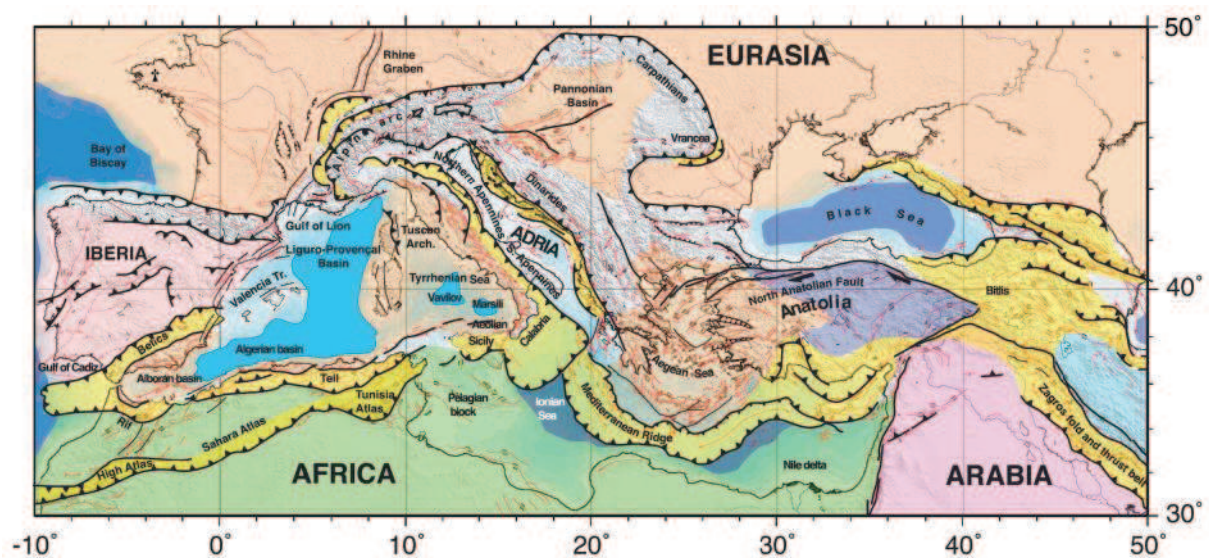 50°
EURASIA
Rhine
Graben
Carpathians
Pannonian
Basin
Vrancea
Alpine arc
Bay of
Biscay
Northern Apennines
Dinarides
Gulf of Lion
Tuscan
Arch.
ADRIA
Black Sea
IBERIA
Liguro-Provençal
Basin
S. Apennines
Valencia Tr.
Tyrrhenian Sea
Vavilov
Marsili
North Anatolian Fault
Anatolia
Bitlis
40°
Aeolian
Sicily
Calabria
Betics
Algerian basin
Gulf of Cadiz
Alboran basin
Aegean Sea
Tell
Tunisia
Atlas
Pelagian
block
Ionian
Sea
Mediterranean Ridge
Rif
Sahara Atlas
High Atlas
Zagros fold and thrust belt
AFRICA
Nile delta
ARABIA
30°
-10° 0° 10° 20° 30° 40° 50°